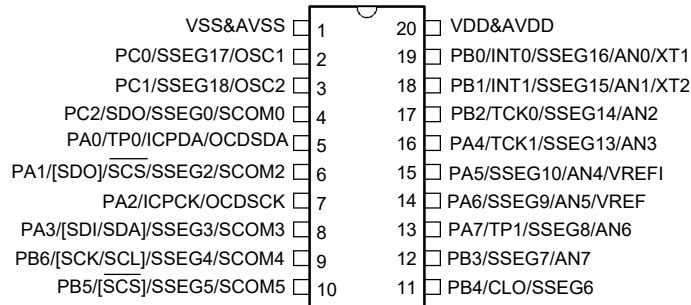 VSS&AVSS 1 20 VDD&AVDD
PC0/SSEG17/OSC1 2 19 PB0/INT0/SSEG16/AN0/XT1
PC1/SSEG18/OSC2 3 18 PB1/INT1/SSEG15/AN1/XT2
PC2/SDO/SSEG0/SCOM0 4 17 PB2/TCK0/SSEG14/AN2
PA0/TP0/ICPDA/OCDSDA 5 16 PA4/TCK1/SSEG13/AN3
PA1/[SDO]/SCS/SSEG2/SCOM2 6 15 PA5/SSEG10/AN4/VREFI
PA2/ICPCK/OCDSCK 7 14 PA6/SSEG9/AN5/VREF
PA3/[SDI/SDA]/SSEG3/SCOM3 8 13 PA7/TP1/SSEG8/AN6
PB6/[SCK/SCL]/SSEG4/SCOM4 9 12 PB3/SSEG7/AN7
PB5/[SCS]/SSEG5/SCOM5 10 11 PB4/CLO/SSEG6